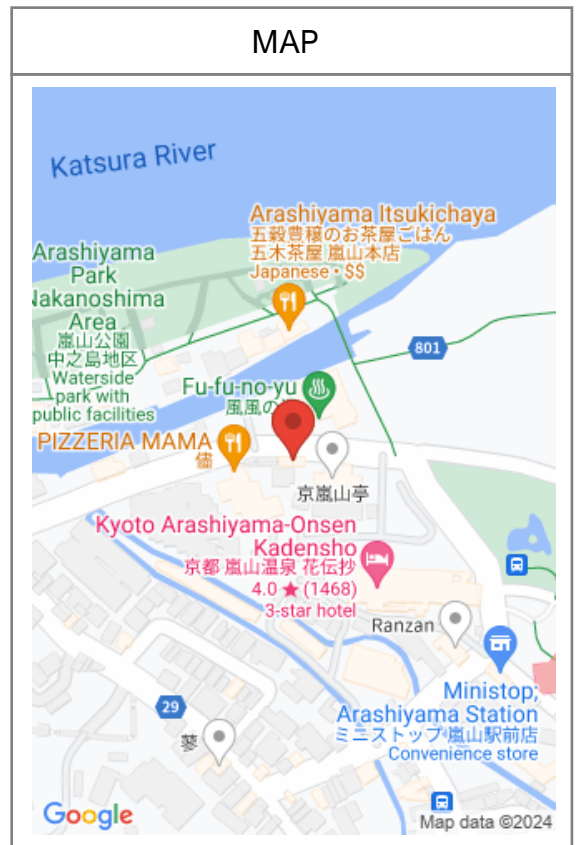 MAP
Katsura River
Arashiyama Itsukichaya
五穀豊穣のお茶屋ごはん
五木茶屋 嵐山本店
Japanese • $$
Arashiyama
Park
Nakanoshima
Area
嵐山公園
中之島地区
Waterside
park with
public facilities
801
Fu-fu-no-yu
風風の
PIZZERIA MAMA
儘
京嵐山亭
Kyoto Arashiyama-Onsen
Kadensho
京都 嵐山温泉 花伝抄
4.0 ★ (1468)
3-star hotel
Ranzan
Ministop;
Arashiyama Station
ミニストップ 嵐山駅前店
Convenience store
29
蓼
Google
Map data ©2024